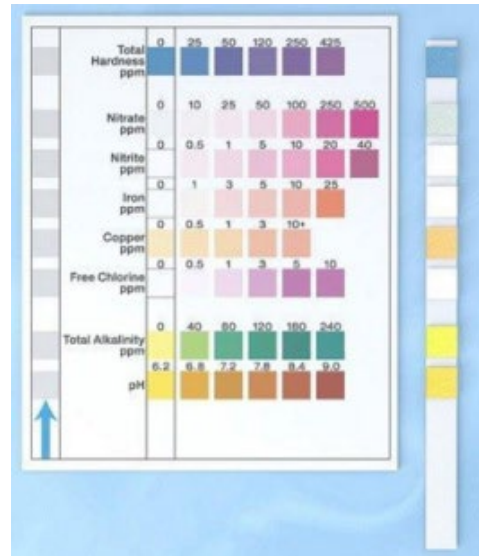 0 25 50 120 250 425
Total
Hardness
ppm
0 10 25 50 100 250 500
Nitrate
ppm
0 0.5 1 5 10 20 40
Nitrite
ppm
0 1 3 5 10 25
Iron
ppm
0 0.5 1 3 10+
Copper
ppm
0 0.5 1 3 5 10
Free Chlorine
ppm
0 40 80 120 180 240
Total Alkalinity
ppm
6.2 6.8 7.2 7.8 8.4 9.0
pH